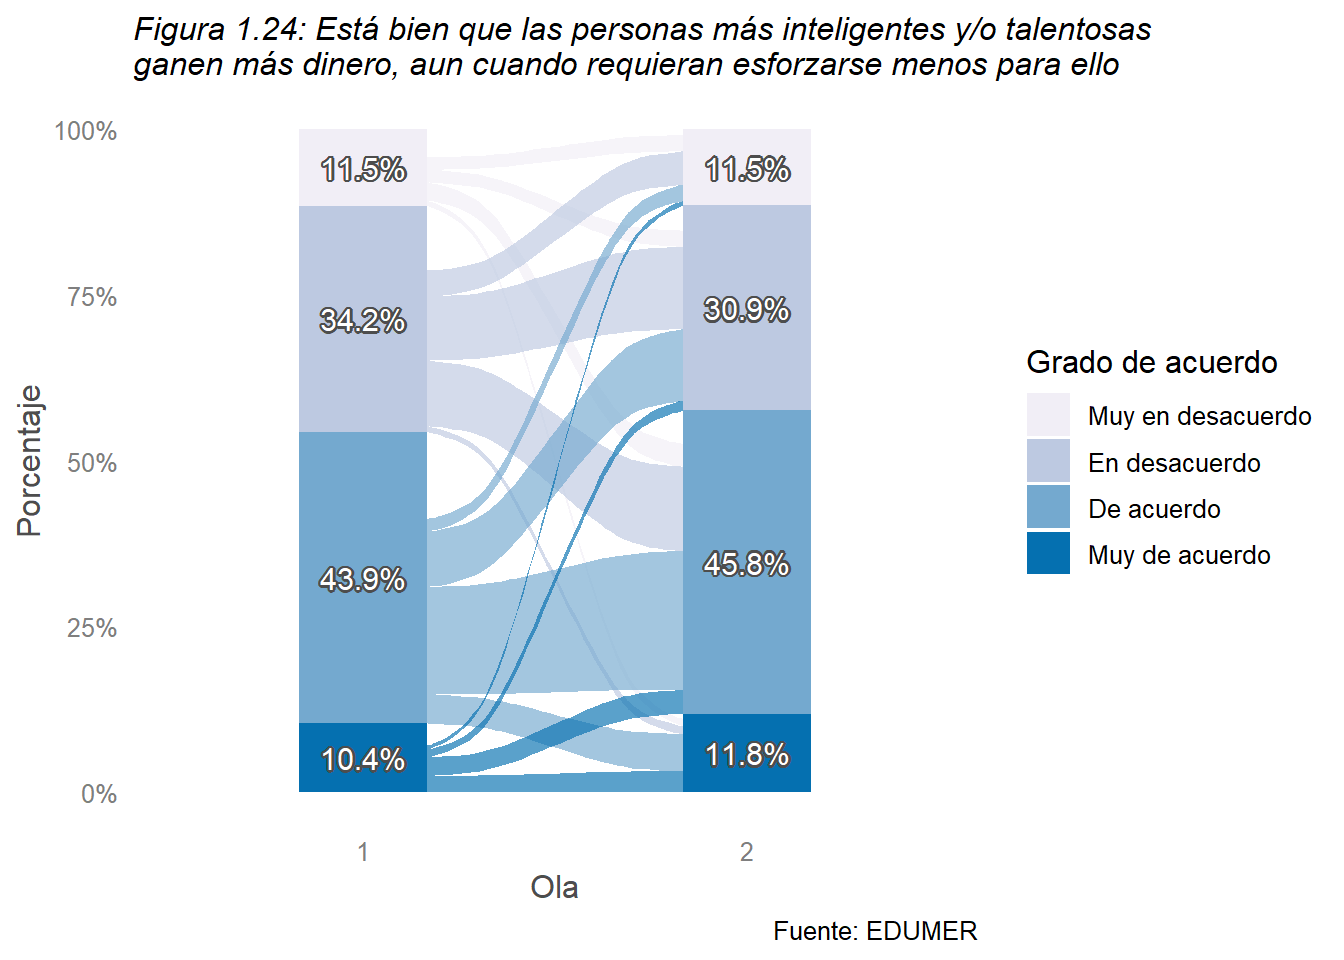 Figura 1.24: Está bien que las personas más inteligentes y/o talentosas
ganen más dinero, aun cuando requieran esforzarse menos para ello
100%
75%
50%
25%
0%
Porcentaje
11.5%
34.2%
43.9%
10.4%
11.5%
30.9%
45.8%
11.8%
1
2
Ola
Grado de acuerdo
Muy en desacuerdo
En desacuerdo
De acuerdo
Muy de acuerdo
Fuente: EDUMER